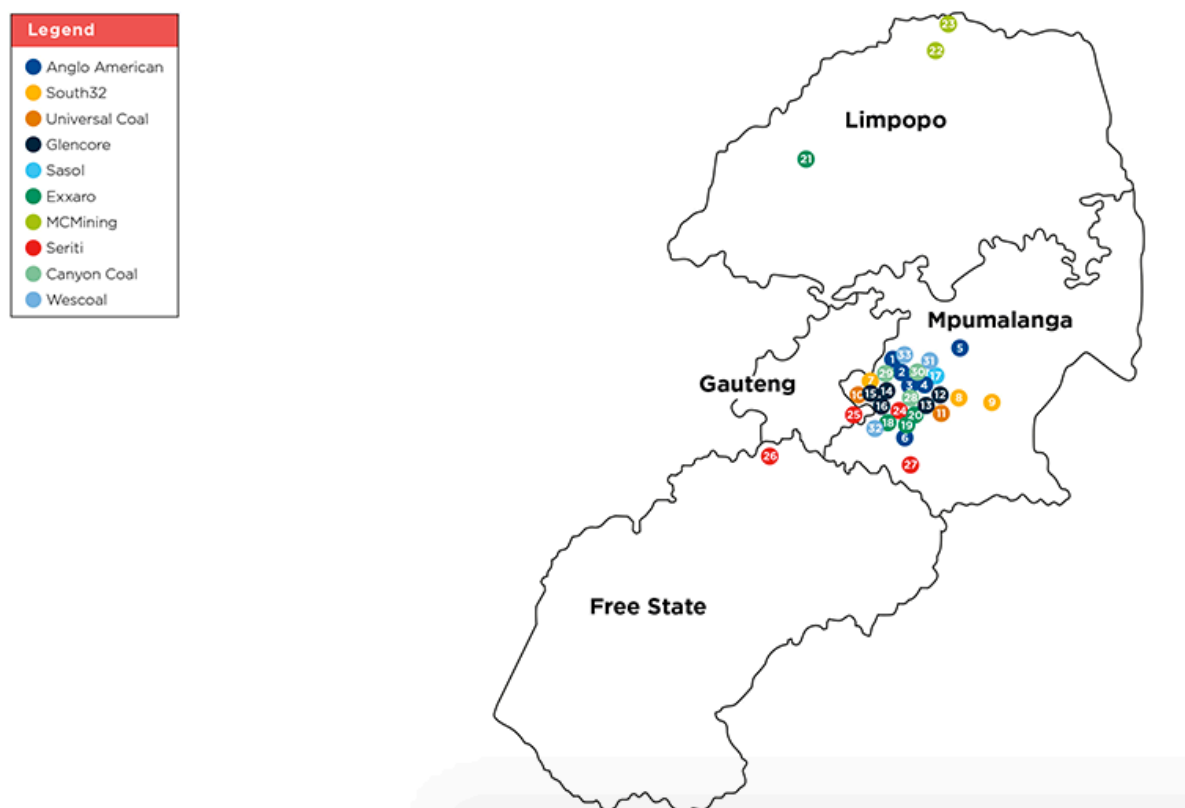 Legend
Anglo American
South32
Universal Coal
Glencore
Sasol
Exxaro
MCMining
Seriti
Canyon Coal
Wescoal
23
22
Limpopo
21
Mpumalanga
5
33
1
31
2
30
17
29
7
3
4
Gauteng
10
15
14
12
8
9
28
16
13
24
25
20
11
18
19
32
6
26
27
Free State